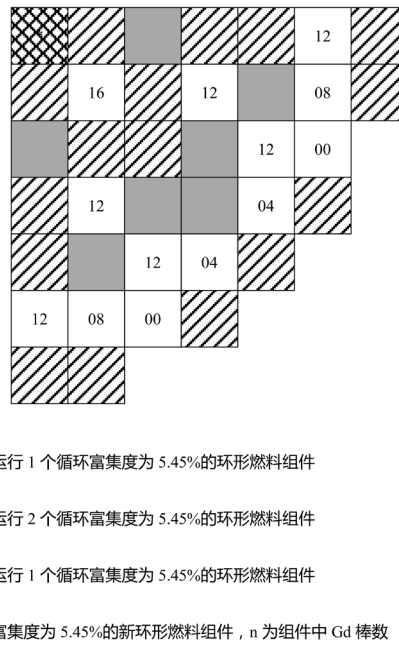 12
16 12 08
12 00
12 04
12 04
12 08 00
运行 1 个循环富集度为 5.45%的环形燃料组件
运行 2 个循环富集度为 5.45%的环形燃料组件
运行 1 个循环富集度为 5.45%的环形燃料组件
富集度为 5.45%的新环形燃料组件，n 为组件中 Gd 棒数